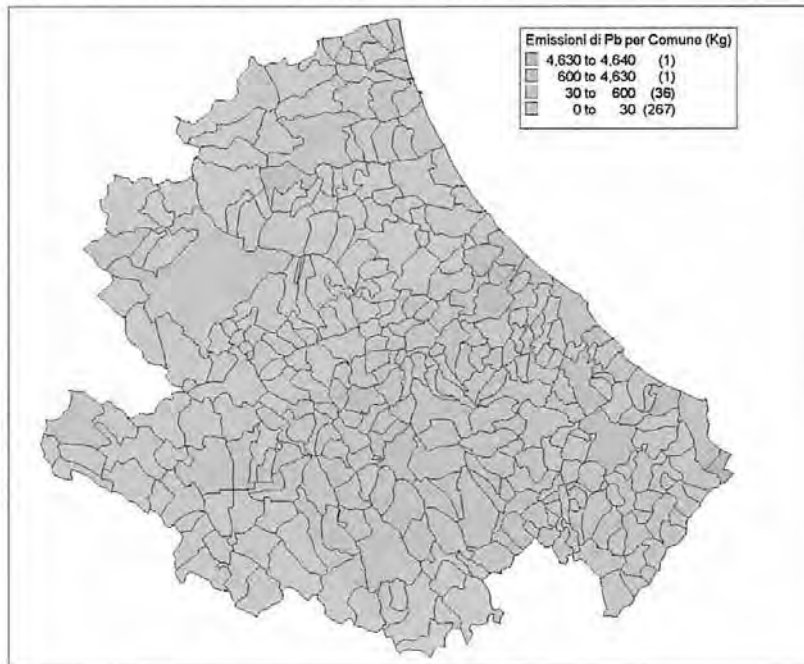 Emissioni di Pb per Comune (Kg)
4,630 to 4,640 (1)
600 to 4,630 (1)
30 to 600 (36)
0 to 30 (267)